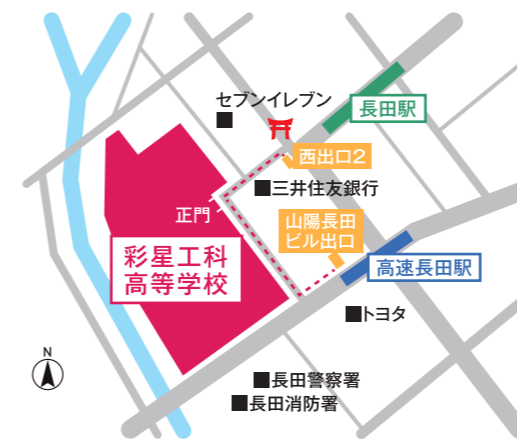 セブンイレブン
長田駅
西出口2
三井住友銀行
正門
山陽長田
ビル出口
彩星工科
高等学校
高速長田駅
トヨタ
N
長田警察署
長田消防署